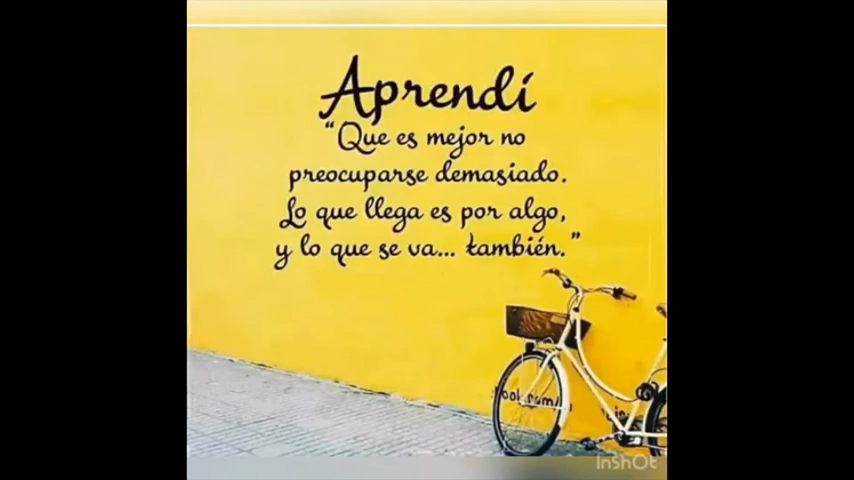 Aprendí
"Que es mejor no
preocuparse demasiado.
Lo que llega es por algo,
y lo que se va... también."
InShOt